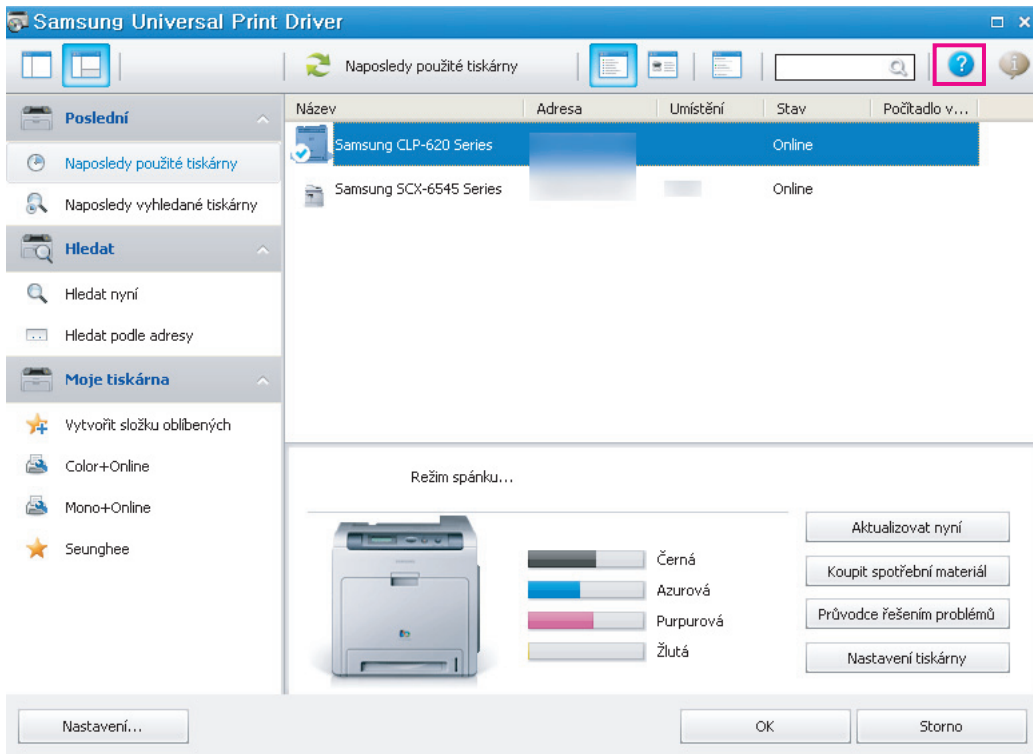 Samsung Universal Print Driver
Naposledy použité tiskárny
Poslední
Naposledy použité tiskárny
Naposledy vyhledané tiskárny
Hledat
Hledat nyní
Hledat podle adresy
Moje tiskárna
Vytvořit složku oblíbených
Color+Online
Mono+Online
Seunghee
Název Adresa Umístění Stav Počítadlo v...
Samsung CLP-620 Series Online
Samsung SCX-6545 Series Online
Režim spánku...
Černá
Azurová
Purpurová
Žlutá
Aktualizovat nyní
Koupit spotřební materiál
Průvodce řešením problémů
Nastavení tiskárny
Nastavení... OK Storno